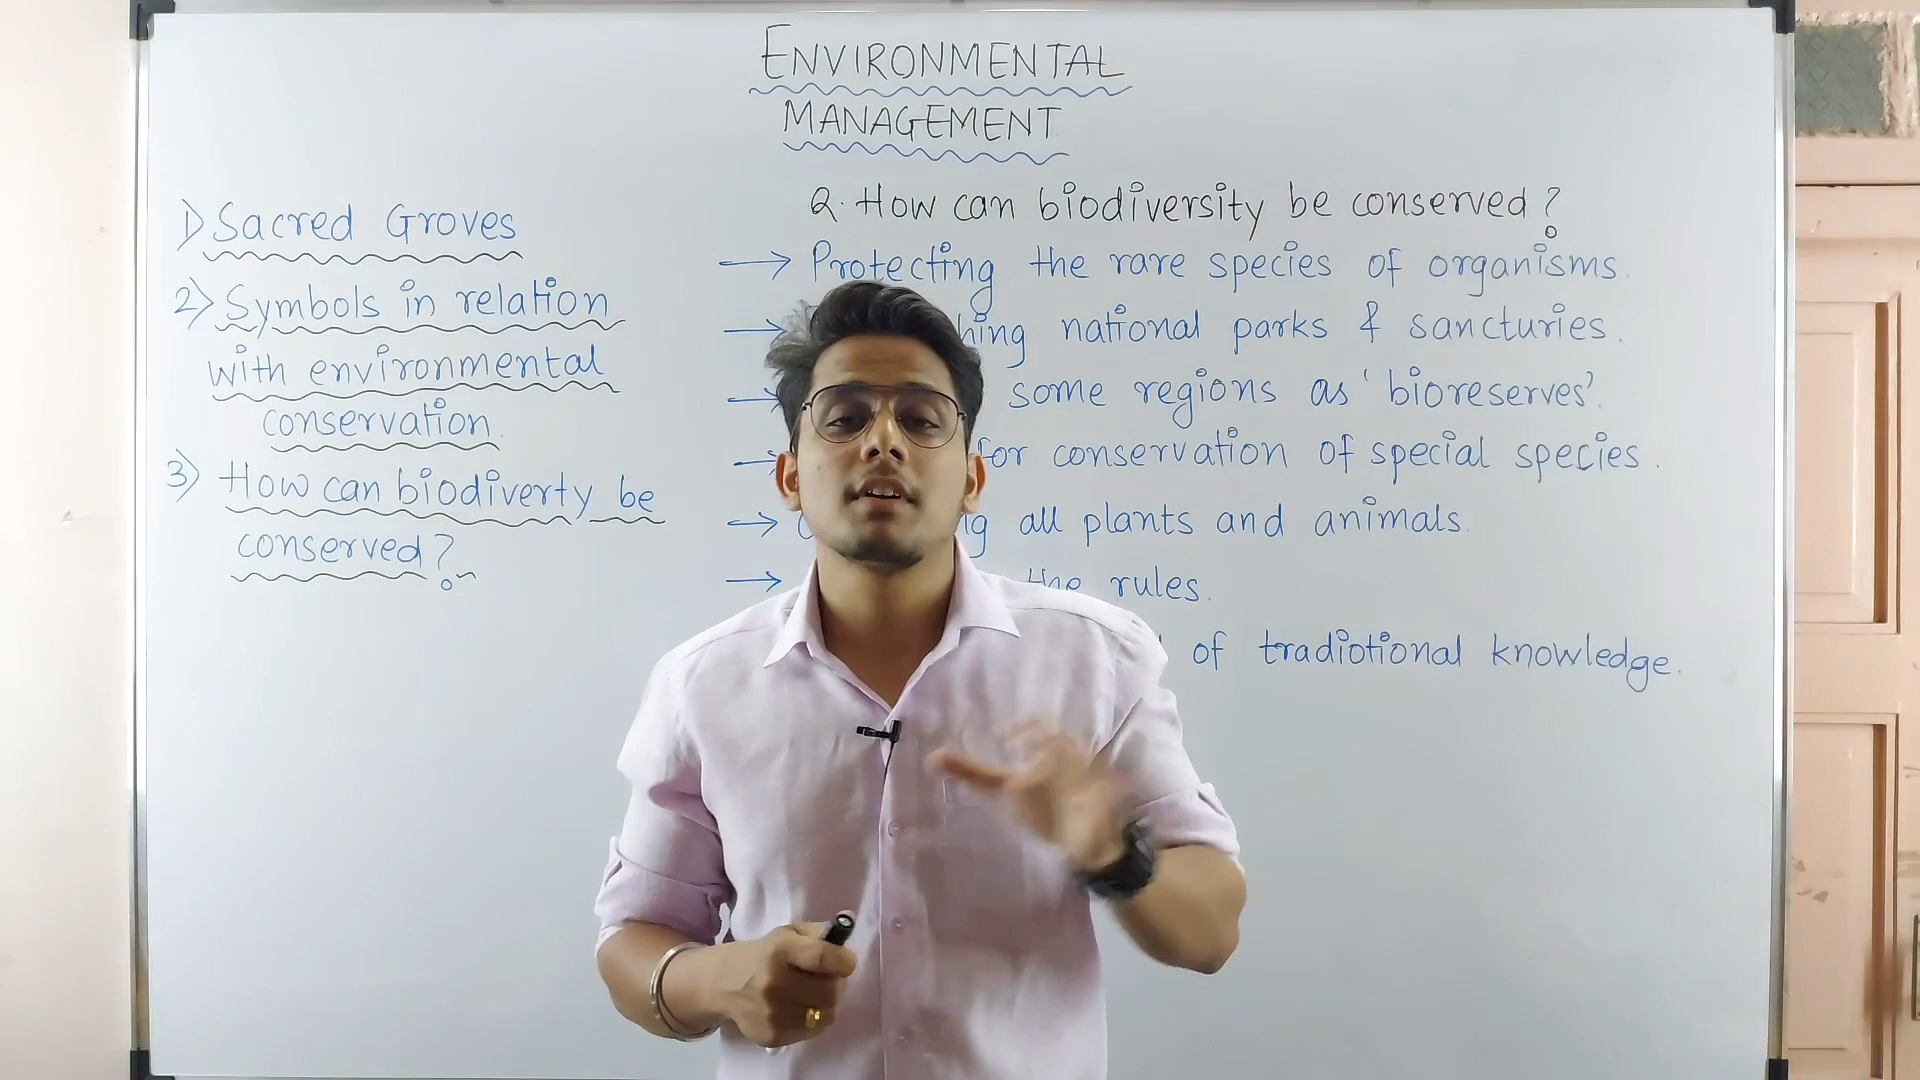 ENVIRONMENTAL
MANAGEMENT
1) Sacred Groves
2) Symbols in relation
with environmental
conservation.
3) How can biodiverty be
conserved?
Q. How can biodiversity be conserved?
→ Protecting the rare species of organisms.
→ national parks & sancturies.
→ some regions as 'bioreserves'.
→ for conservation of special species.
→ all plants and animals.
→ the rules.
of tradiotional knowledge.